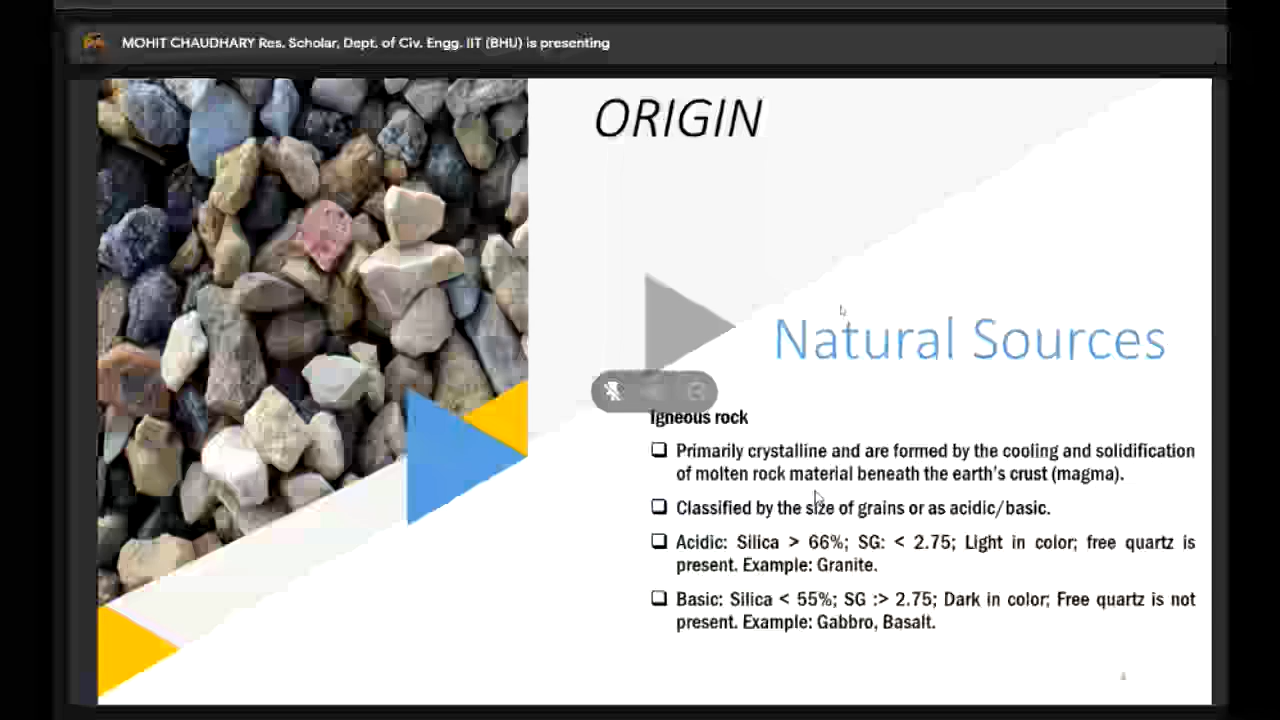 MOHIT CHAUDHARY Res. Scholar, Dept. of Civ. Engg. IIT (BHU) is presenting
ORIGIN
Natural Sources
Igneous rock
Primarily crystalline and are formed by the cooling and solidification
of molten rock material beneath the earth's crust (magma).
Classified by the size of grains or as acidic/basic.
Acidic: Silica > 66%; SG: < 2.75; Light in color; free quartz is
present. Example: Granite.
Basic: Silica < 55%; SG :> 2.75; Dark in color; Free quartz is not
present. Example: Gabbro, Basalt.